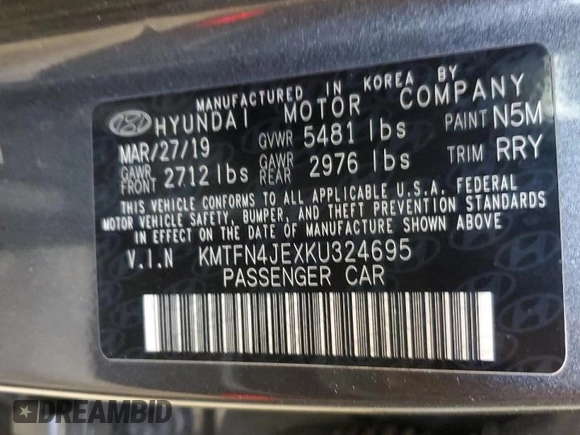 MANUFACTURED IN KOREA BY
HYUNDAI MOTOR COMPANY
MAR/27/19 GVWR 5481 lbs PAINT N5M
GAWR FRONT 2712 lbs GAWR REAR 2976 lbs TRIM RRY
THIS VEHICLE CONFORMS TO ALL APPLICABLE U.S.A. FEDERAL
MOTOR VEHICLE SAFETY, BUMPER, AND THEFT PREVENTION STANDARDS
IN EFFECT ON THE DATE OF MANUFACTURE SHOWN ABOVE.
V.I.N KMTFN4JEXKU324695
PASSENGER CAR
DREAMBID